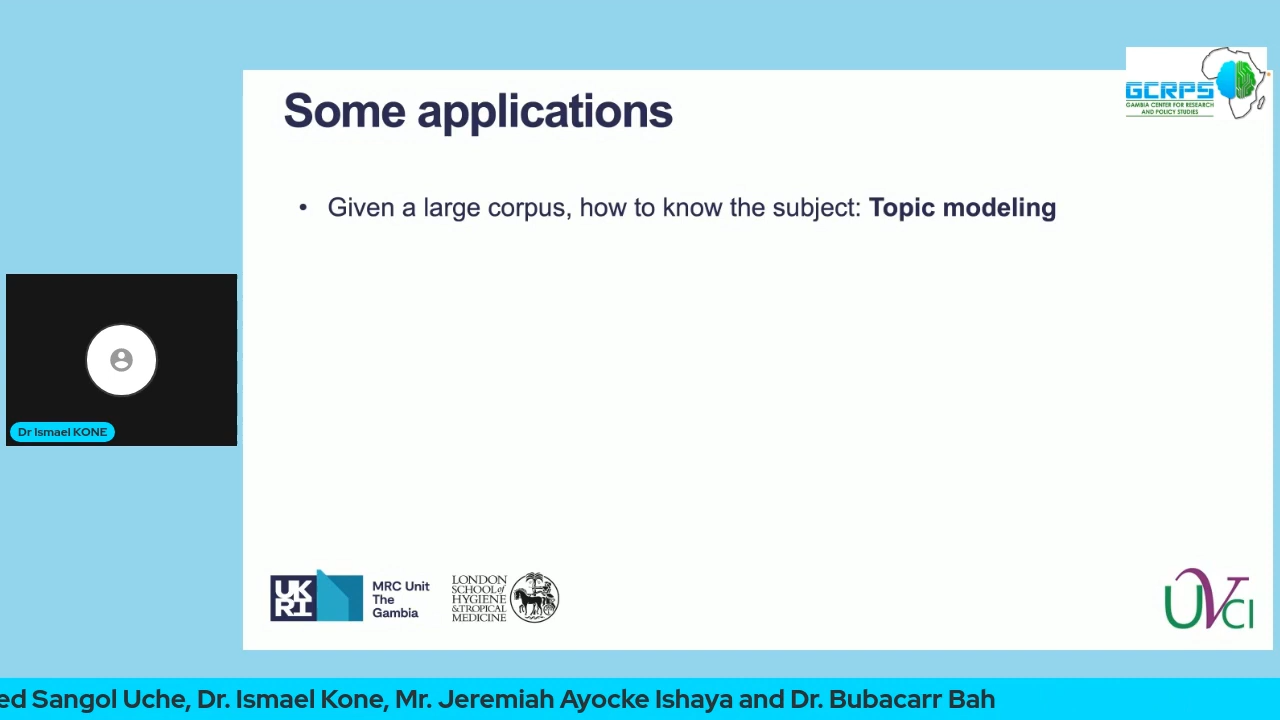 Some applications
GCRPS
GAMBIA CENTER FOR RESEARCH
AND POLICY STUDIES
• Given a large corpus, how to know the subject: Topic modeling
Dr Ismael KONE
UK
RI
MRC Unit
The
Gambia
LONDON
SCHOOL of
HYGIENE
& TROPICAL
MEDICINE
UVCI
ed Sangol Uche, Dr. Ismael Kone, Mr. Jeremiah Ayocke Ishaya and Dr. Bubacarr Bah